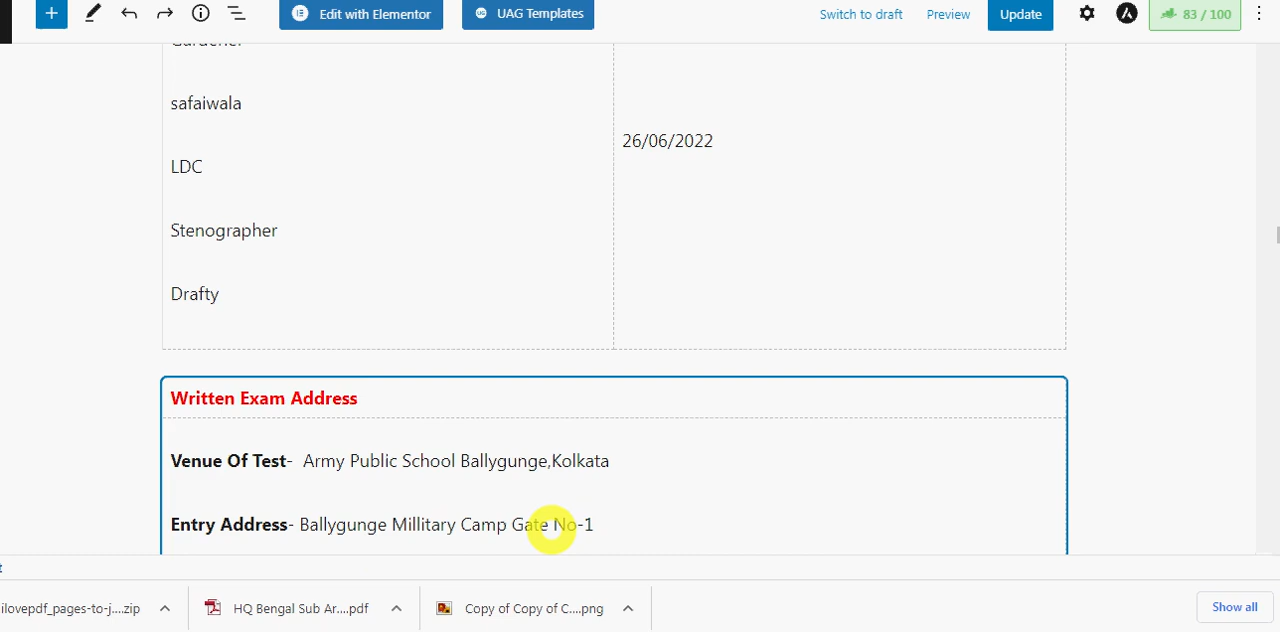 Edit with Elementor
UAG Templates
Switch to draft
Preview
Update
83 / 100
Gardener
safaiwala
26/06/2022
LDC
Stenographer
Drafty
Written Exam Address
Venue Of Test- Army Public School Ballygunge,Kolkata
Entry Address- Ballygunge Millitary Camp Gate No-1
ilovepdf_pages-to-j....zip
HQ Bengal Sub Ar....pdf
Copy of Copy of C....png
Show all